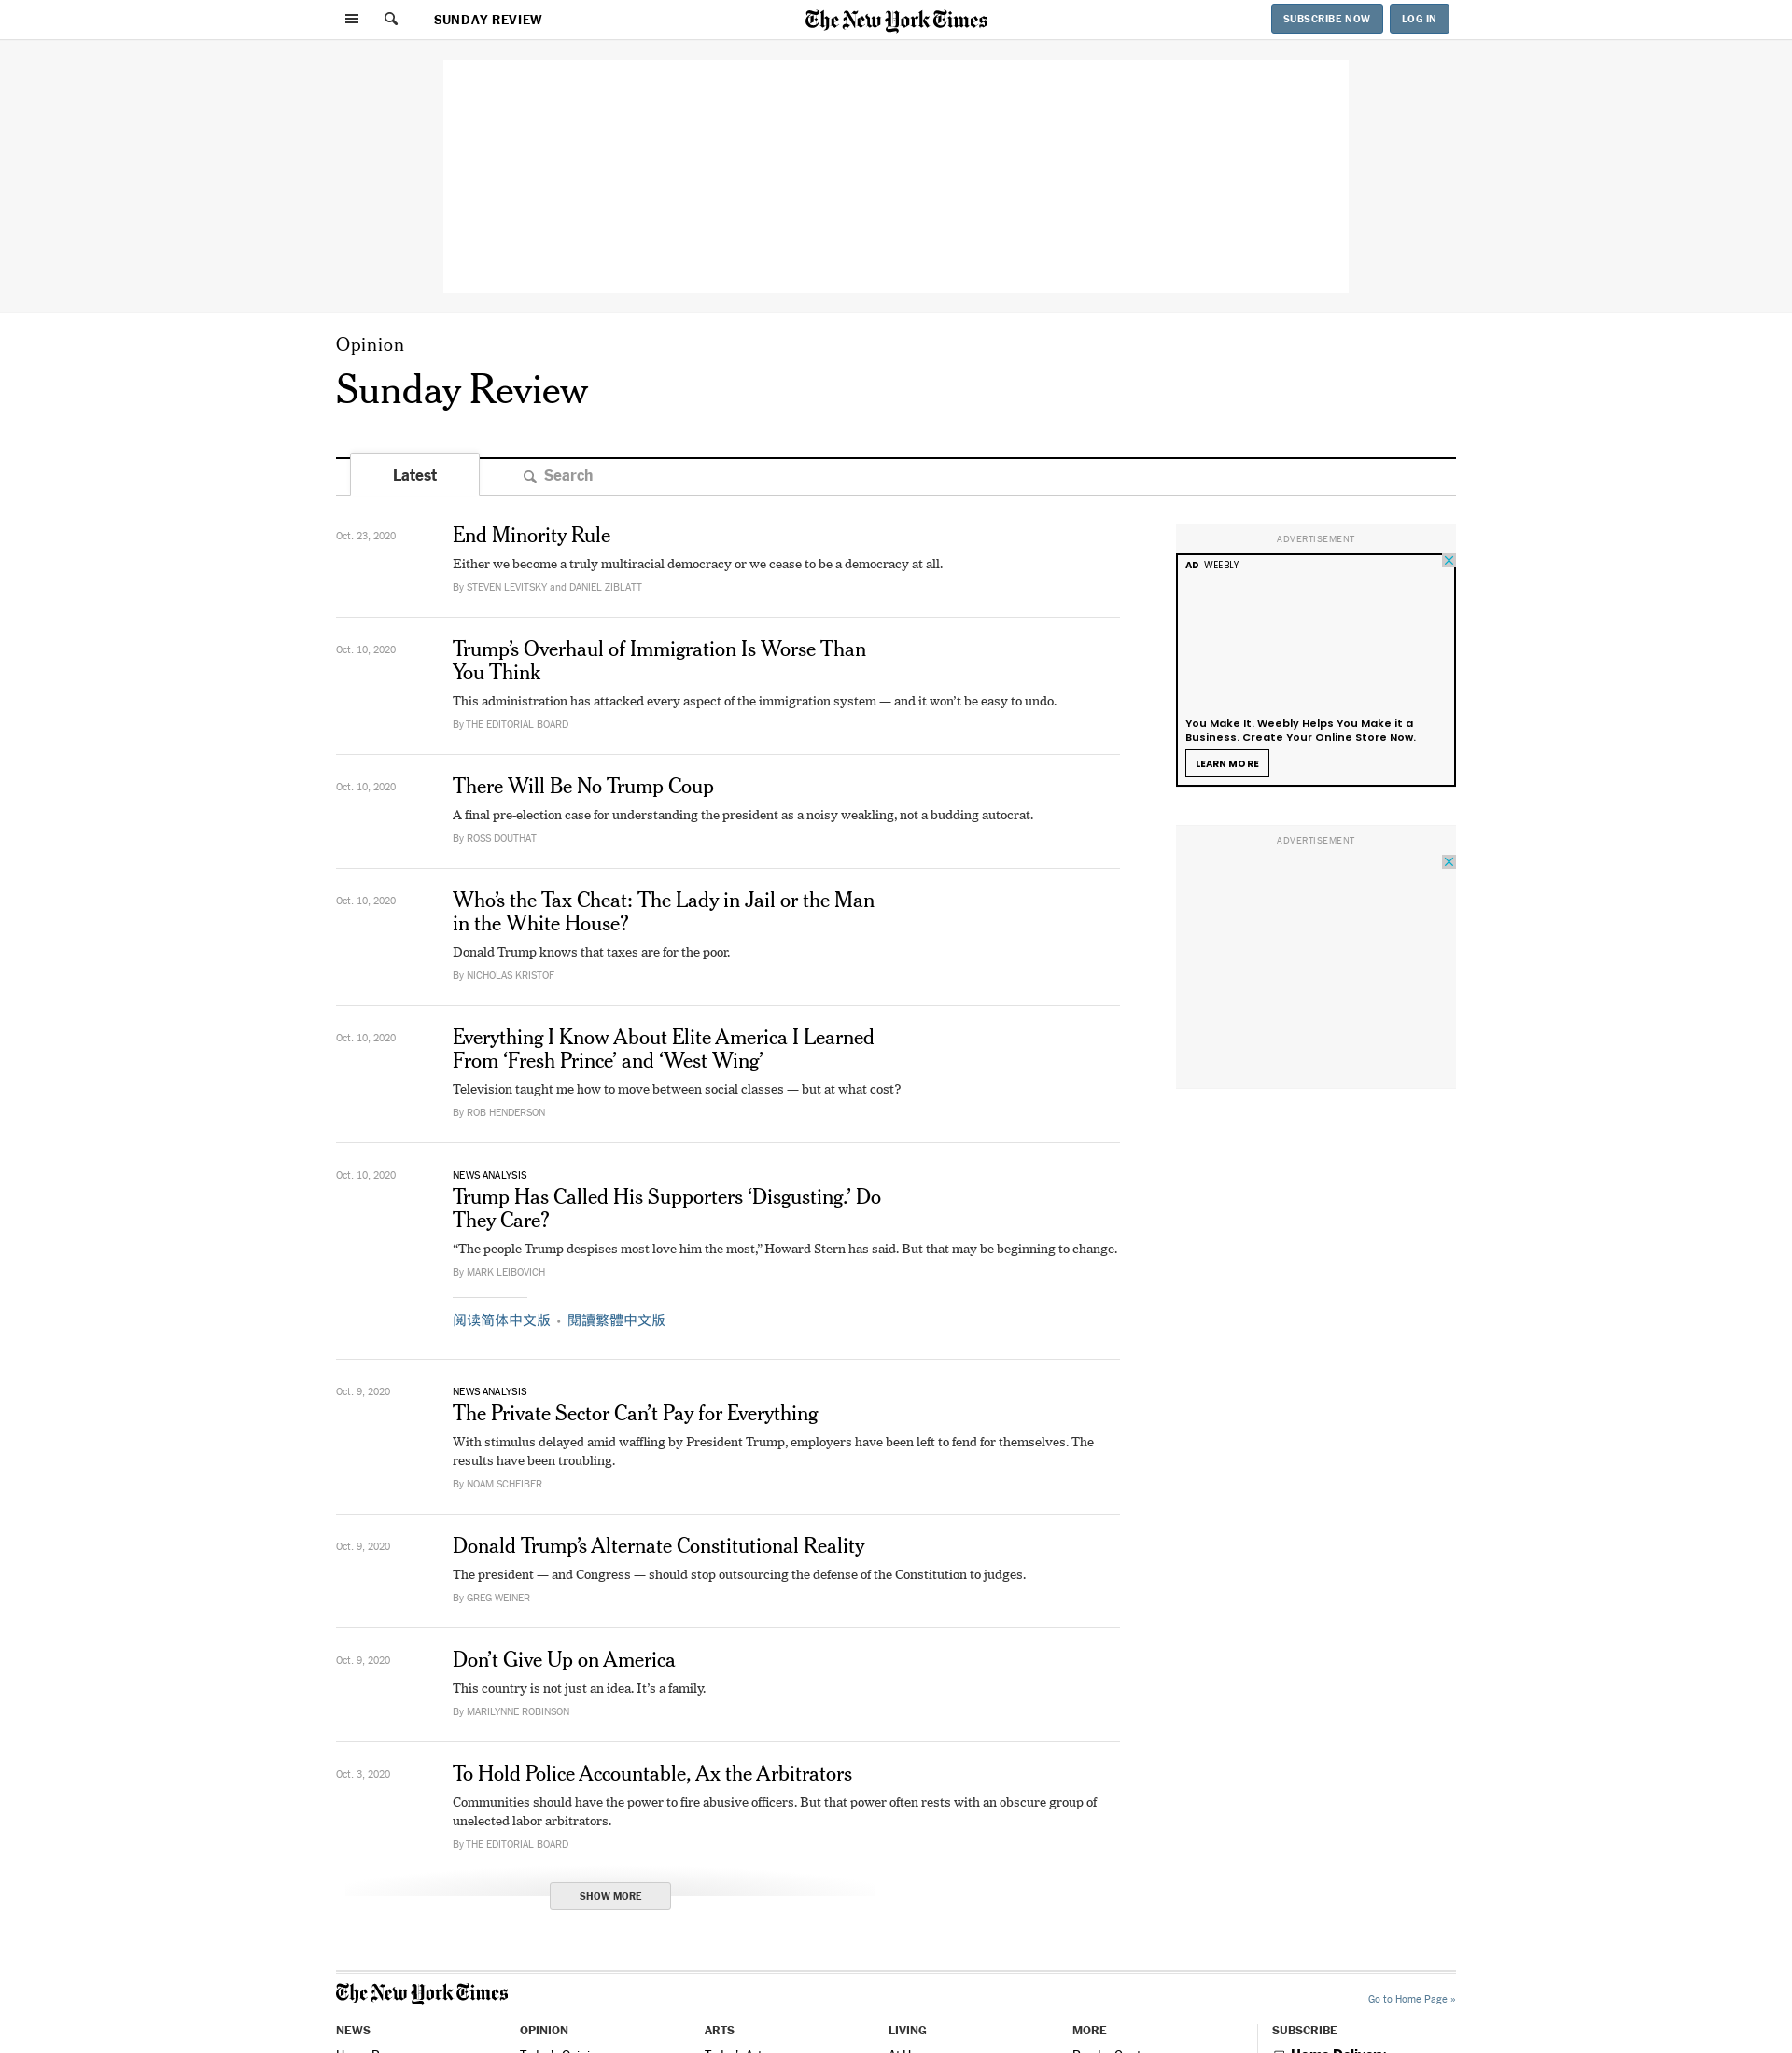 SUNDAY REVIEW
The New York Times
SUBSCRIBE NOW
LOG IN
Opinion
Sunday Review
Latest
Search
Oct. 23, 2020
End Minority Rule
Either we become a truly multiracial democracy or we cease to be a democracy at all.
By STEVEN LEVITSKY and DANIEL ZIBLATT
Oct. 10, 2020
Trump’s Overhaul of Immigration Is Worse Than
You Think
This administration has attacked every aspect of the immigration system — and it won’t be easy to undo.
By THE EDITORIAL BOARD
Oct. 10, 2020
There Will Be No Trump Coup
A final pre-election case for understanding the president as a noisy weakling, not a budding autocrat.
By ROSS DOUTHAT
Oct. 10, 2020
Who’s the Tax Cheat: The Lady in Jail or the Man
in the White House?
Donald Trump knows that taxes are for the poor.
By NICHOLAS KRISTOF
Oct. 10, 2020
Everything I Know About Elite America I Learned
From ‘Fresh Prince’ and ‘West Wing’
Television taught me how to move between social classes — but at what cost?
By ROB HENDERSON
Oct. 10, 2020
NEWS ANALYSIS
Trump Has Called His Supporters ‘Disgusting.’ Do
They Care?
“The people Trump despises most love him the most,” Howard Stern has said. But that may be beginning to change.
By MARK LEIBOVICH
阅读简体中文版 • 閱讀繁體中文版
Oct. 9, 2020
NEWS ANALYSIS
The Private Sector Can’t Pay for Everything
With stimulus delayed amid waffling by President Trump, employers have been left to fend for themselves. The
results have been troubling.
By NOAM SCHEIBER
Oct. 9, 2020
Donald Trump’s Alternate Constitutional Reality
The president — and Congress — should stop outsourcing the defense of the Constitution to judges.
By GREG WEINER
Oct. 9, 2020
Don’t Give Up on America
This country is not just an idea. It’s a family.
By MARILYNNE ROBINSON
Oct. 3, 2020
To Hold Police Accountable, Ax the Arbitrators
Communities should have the power to fire abusive officers. But that power often rests with an obscure group of
unelected labor arbitrators.
By THE EDITORIAL BOARD
SHOW MORE
ADVERTISEMENT
AD WEEBLY
You Make It. Weebly Helps You Make it a
Business. Create Your Online Store Now.
LEARN MORE
ADVERTISEMENT
The New York Times
Go to Home Page »
NEWS
OPINION
ARTS
LIVING
MORE
SUBSCRIBE
Home Delivery